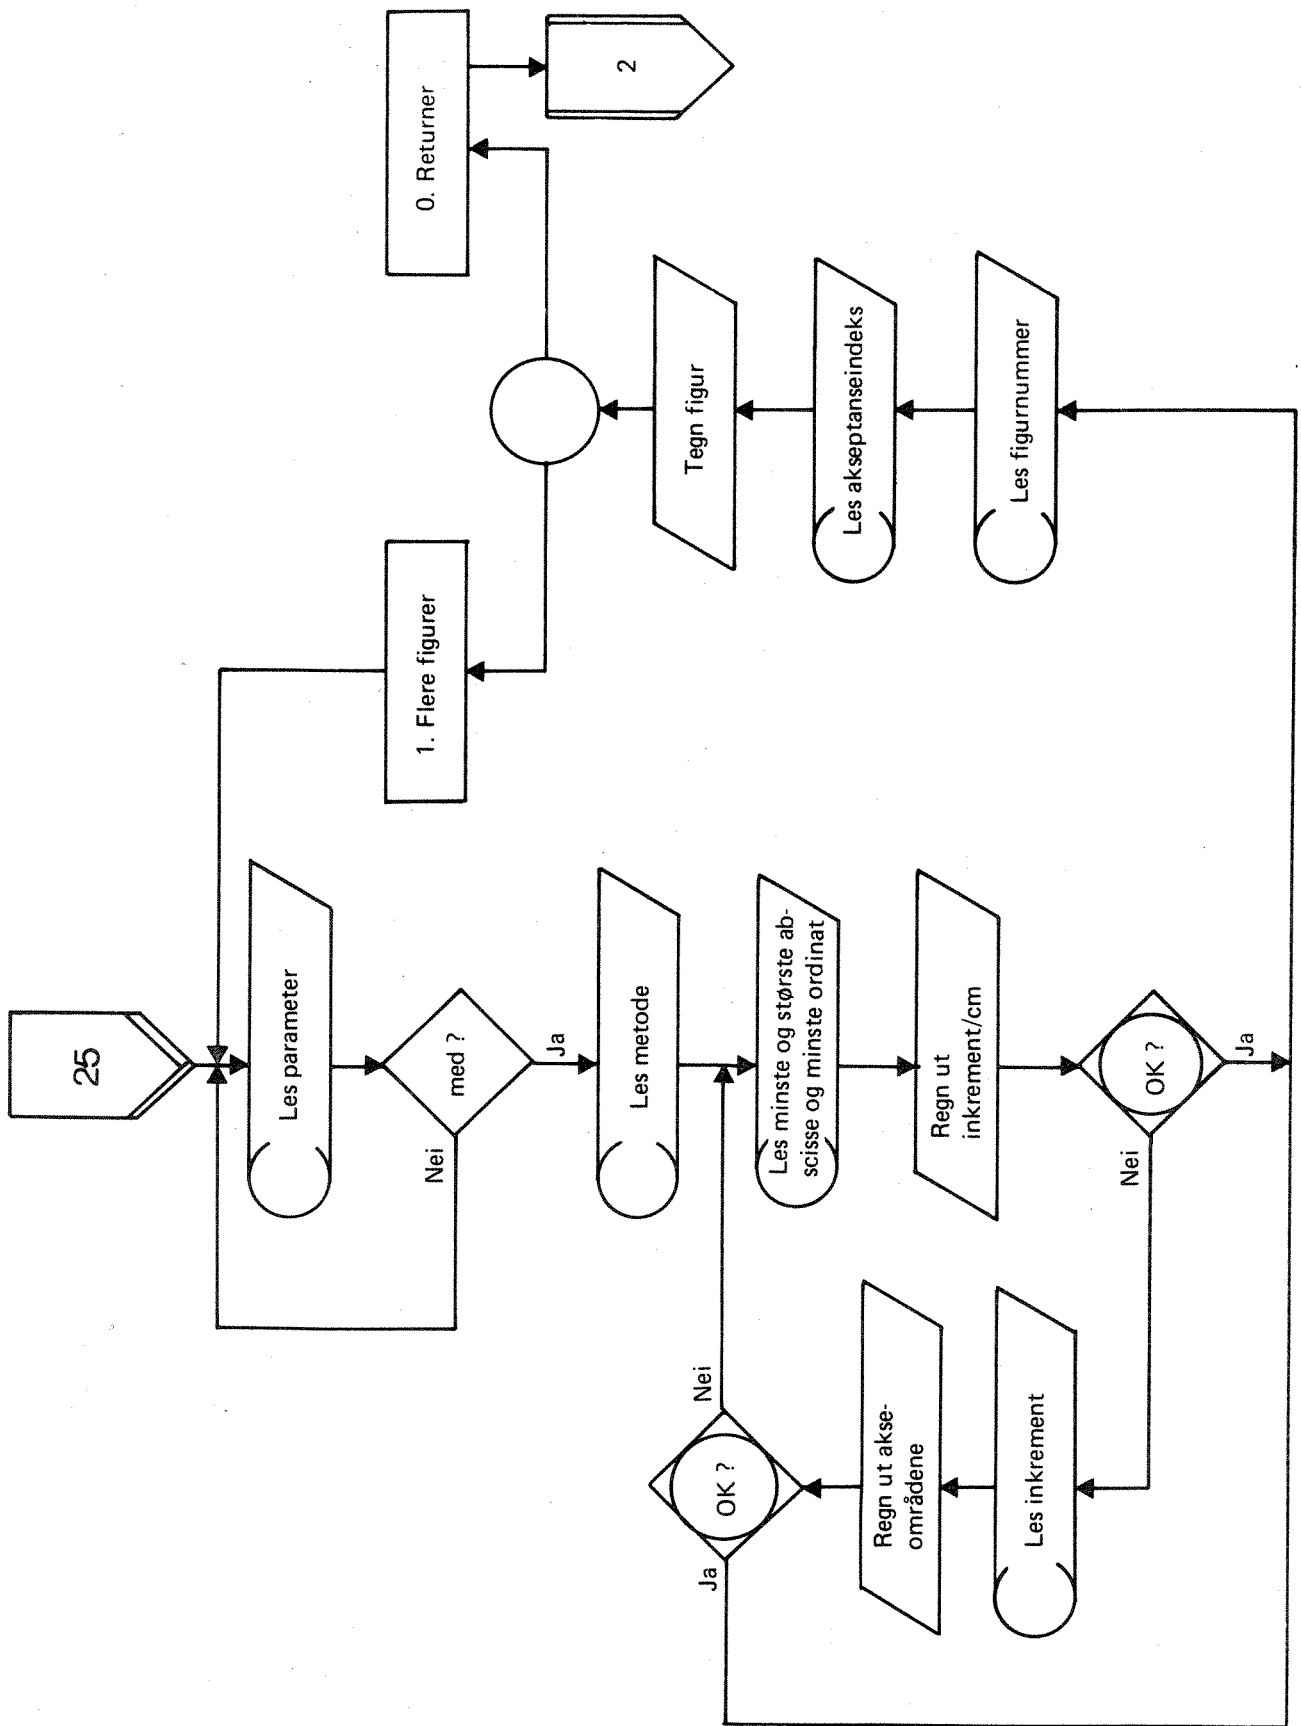 25
Les parameter
med ?
Nei
Ja
Les metode
Les minste og største ab-
scisse og minste ordinat
Regn ut
inkrement/cm
OK ?
Nei
Ja
Les inkrement
Regn ut akse-
områdene
OK ?
Ja
Nei
Les figurnummer
Les akseptanseindeks
Tegn figur
1. Flere figurer
0. Returner
2